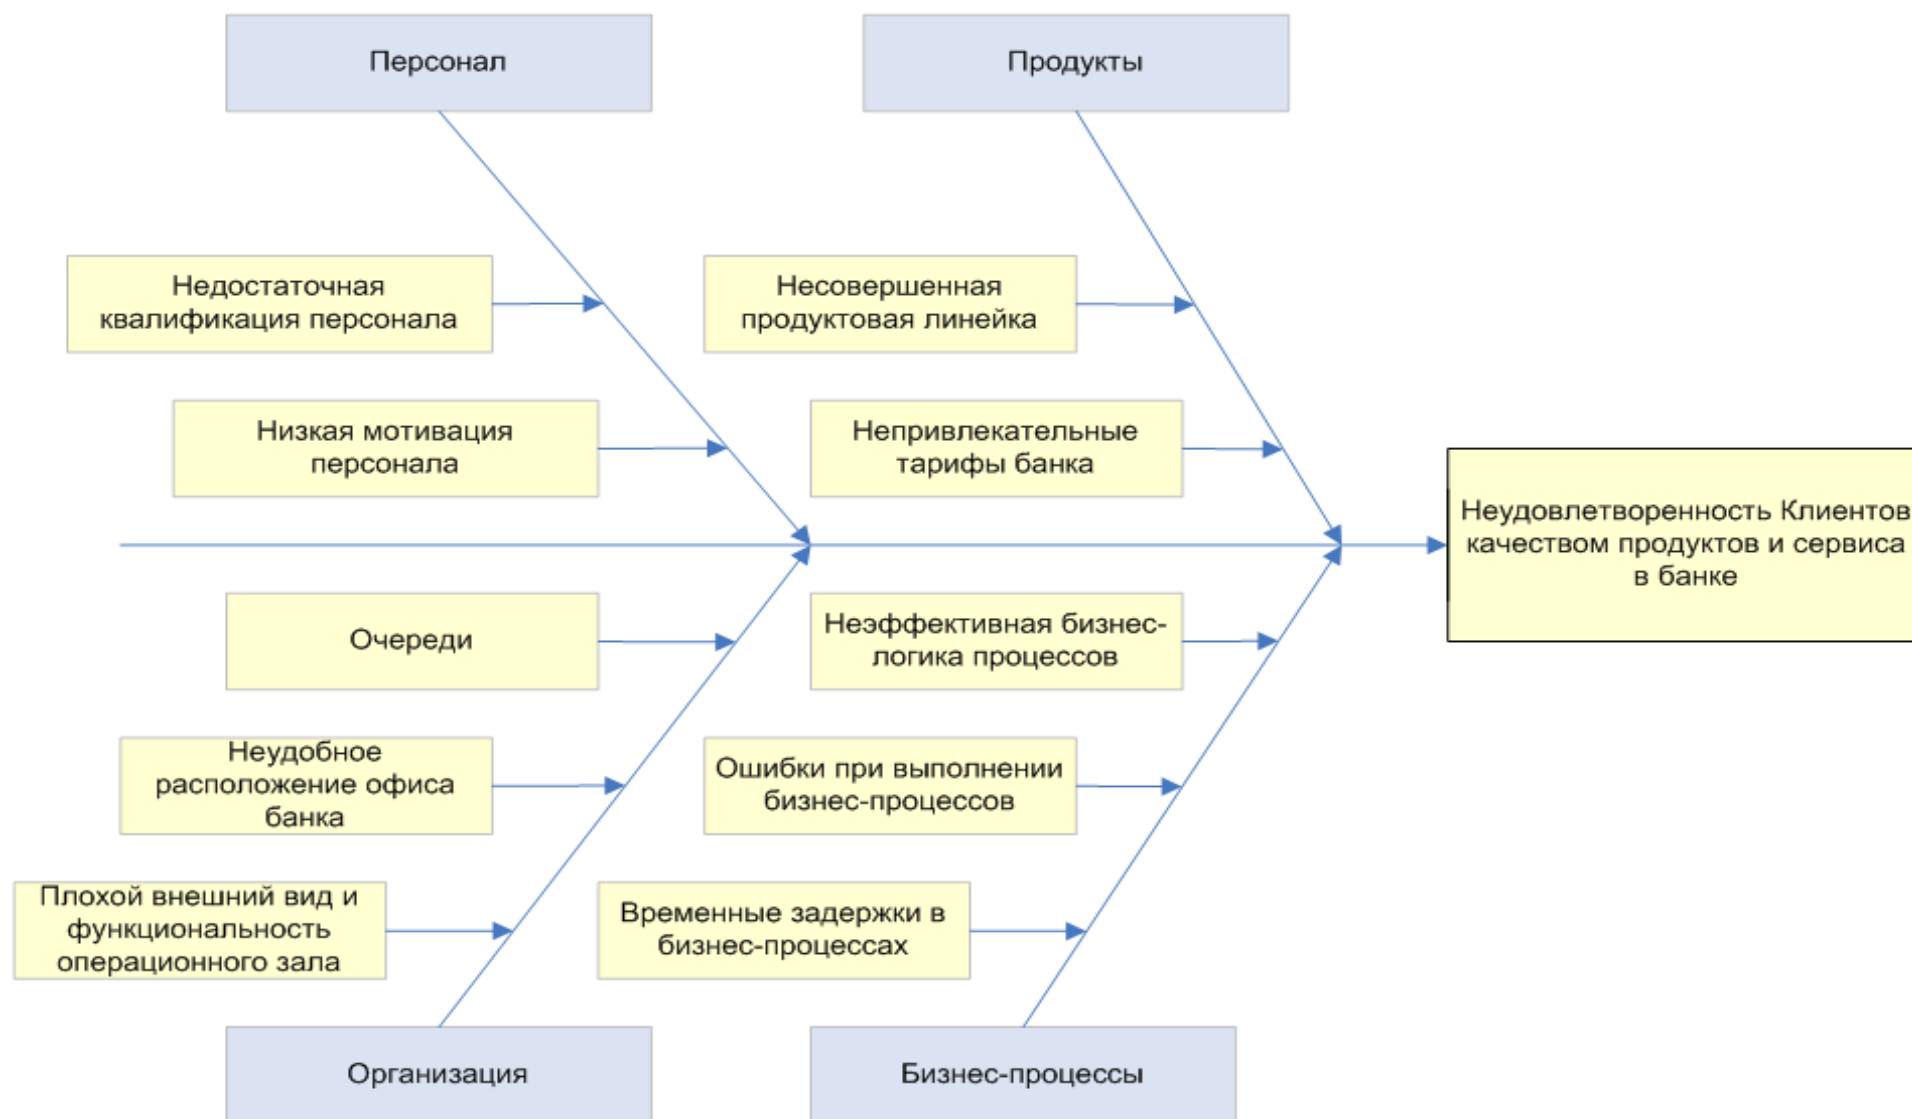 Персонал
Продукты
Недостаточная
квалификация персонала
Несовершенная
продуктовая линейка
Низкая мотивация
персонала
Непривлекательные
тарифы банка
Неудовлетворенность Клиентов
качеством продуктов и сервиса
в банке
Очереди
Неэффективная бизнес-
логика процессов
Неудобное
расположение офиса
банка
Ошибки при выполнении
бизнес-процессов
Плохой внешний вид и
функциональность
операционного зала
Временные задержки в
бизнес-процессах
Организация
Бизнес-процессы